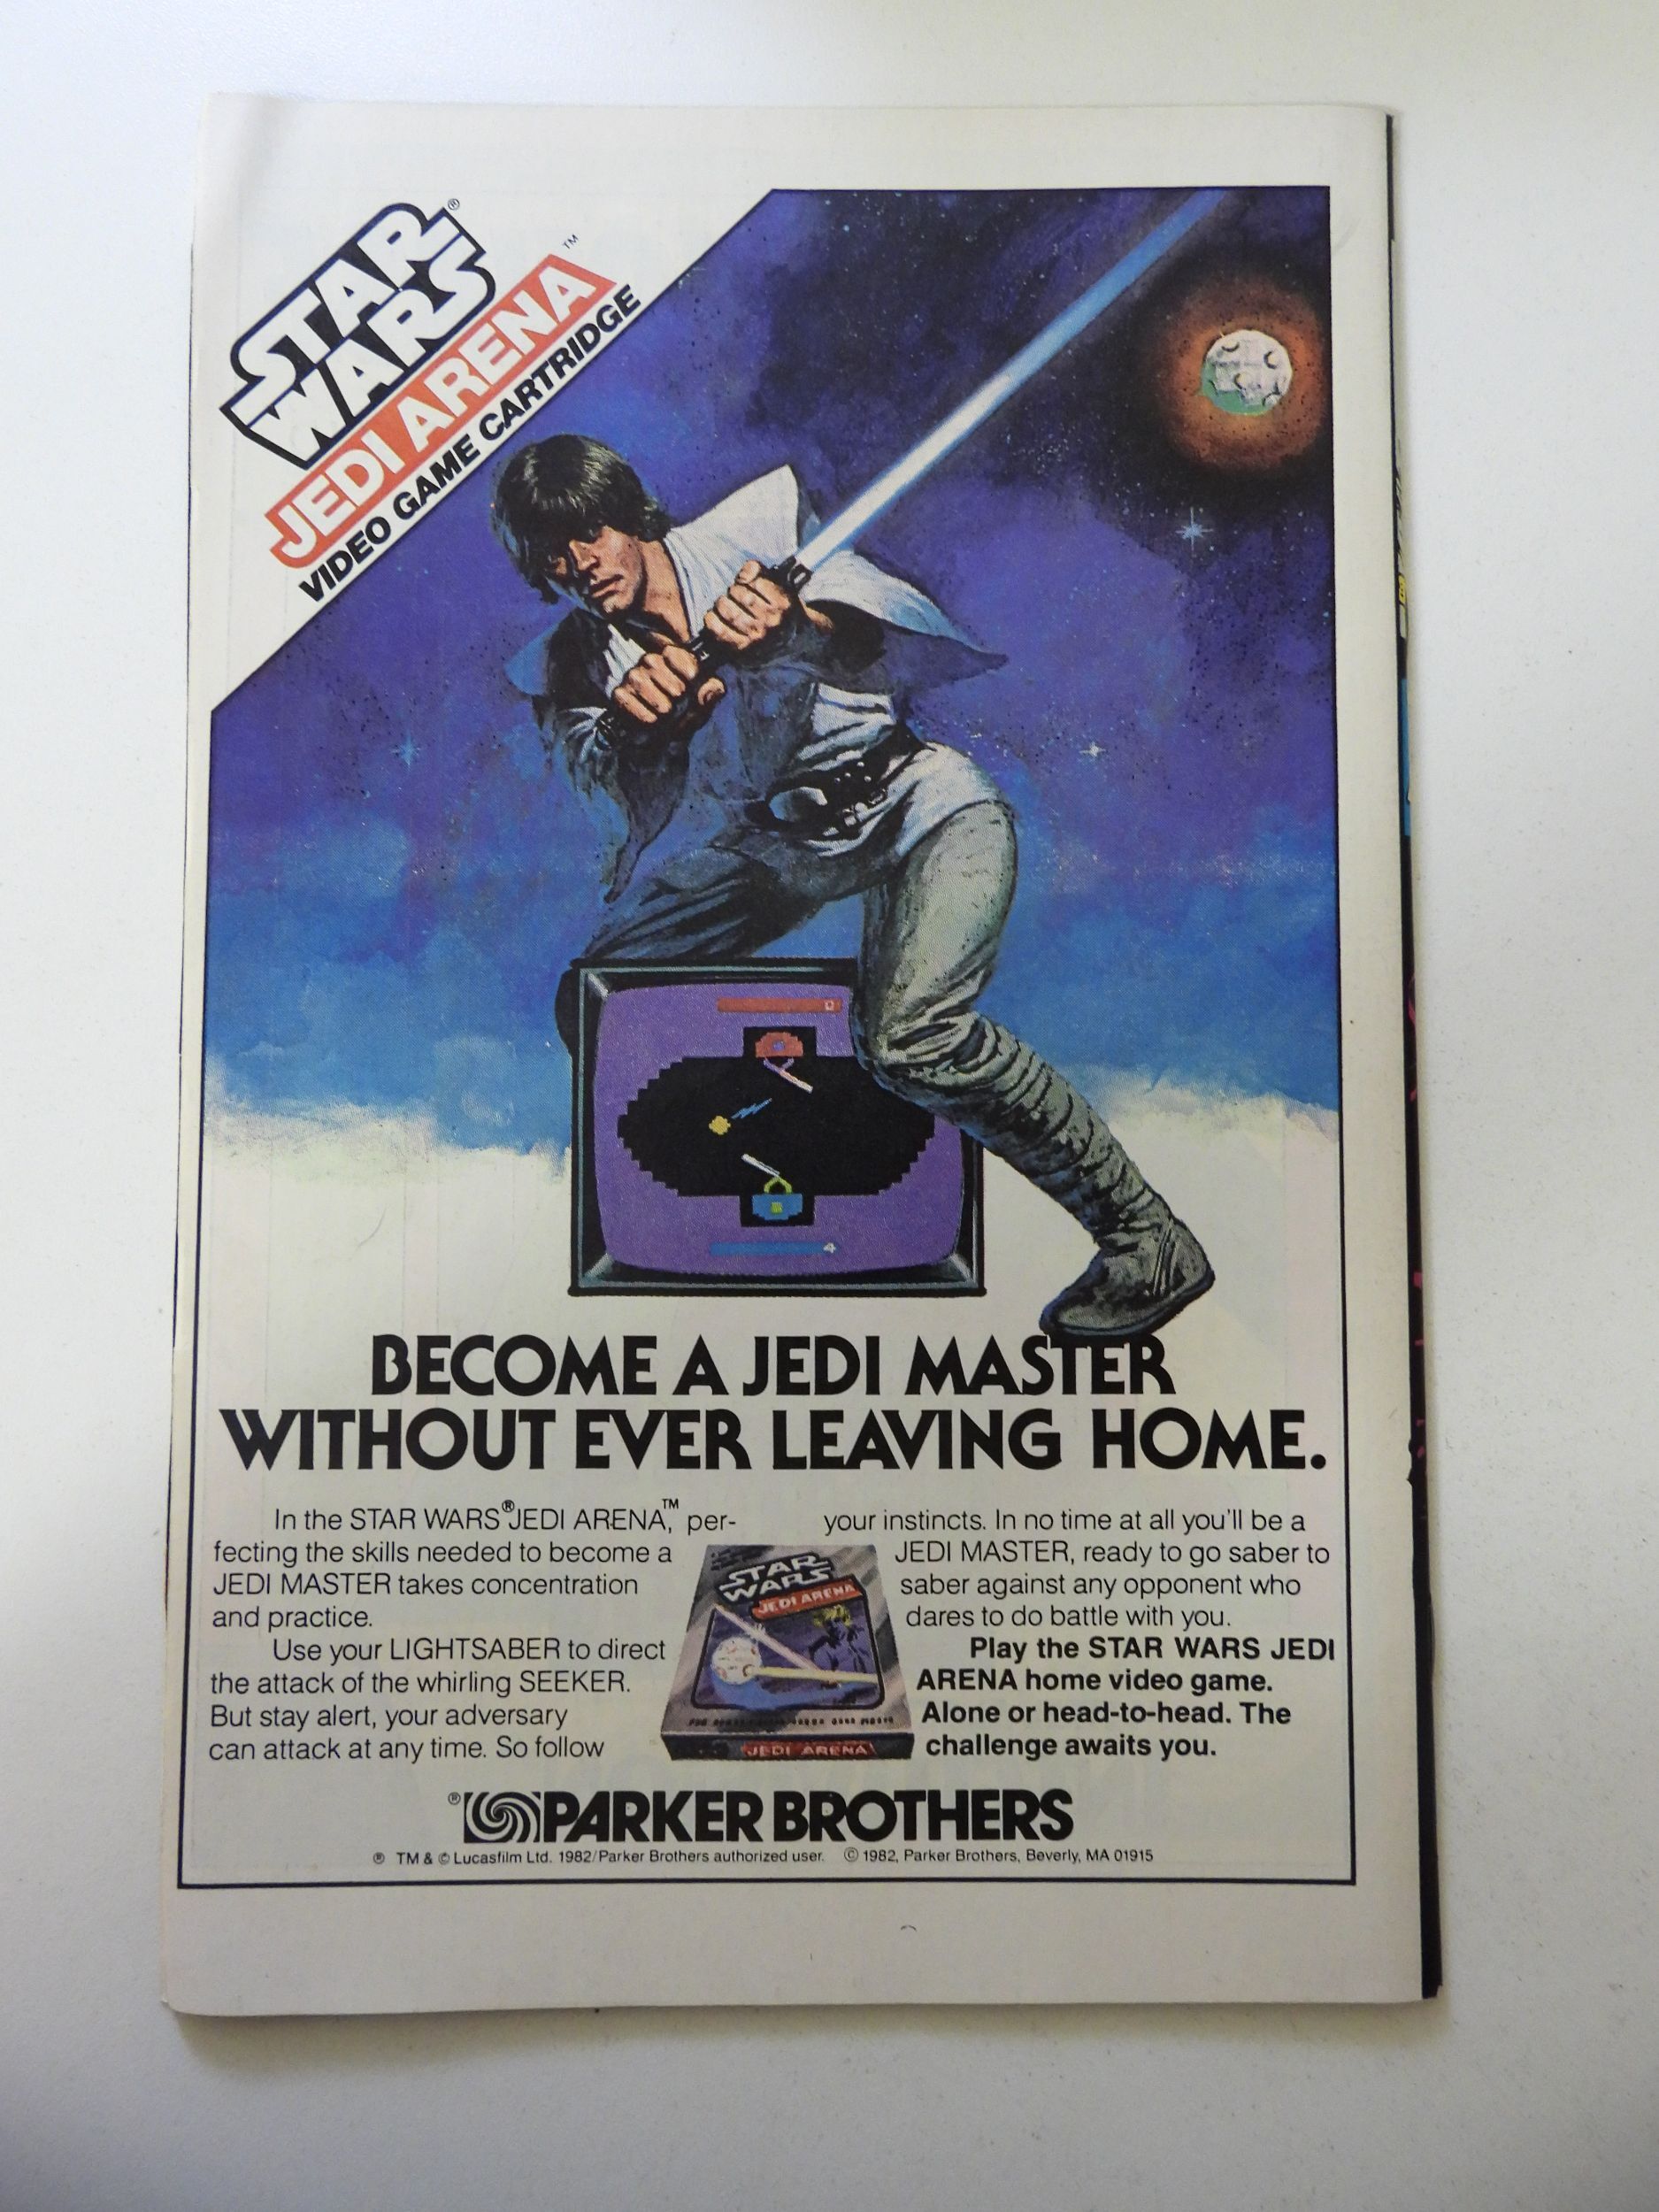 STAR ®
WARS
JEDI ARENA ™
VIDEO GAME CARTRIDGE
0
4
BECOME A JEDI MASTER
WITHOUT EVER LEAVING HOME.
In the STAR WARS® JEDI ARENA,™ per-
fecting the skills needed to become a
JEDI MASTER takes concentration
and practice.
Use your LIGHTSABER to direct
the attack of the whirling SEEKER.
But stay alert, your adversary
can attack at any time. So follow
STAR
WARS
JEDI ARENA
JEDI ARENA
your instincts. In no time at all you'll be a
JEDI MASTER, ready to go saber to
saber against any opponent who
dares to do battle with you.
Play the STAR WARS JEDI
ARENA home video game.
Alone or head-to-head. The
challenge awaits you.
® PARKER BROTHERS
® TM & © Lucasfilm Ltd. 1982/Parker Brothers authorized user. © 1982, Parker Brothers, Beverly, MA 01915